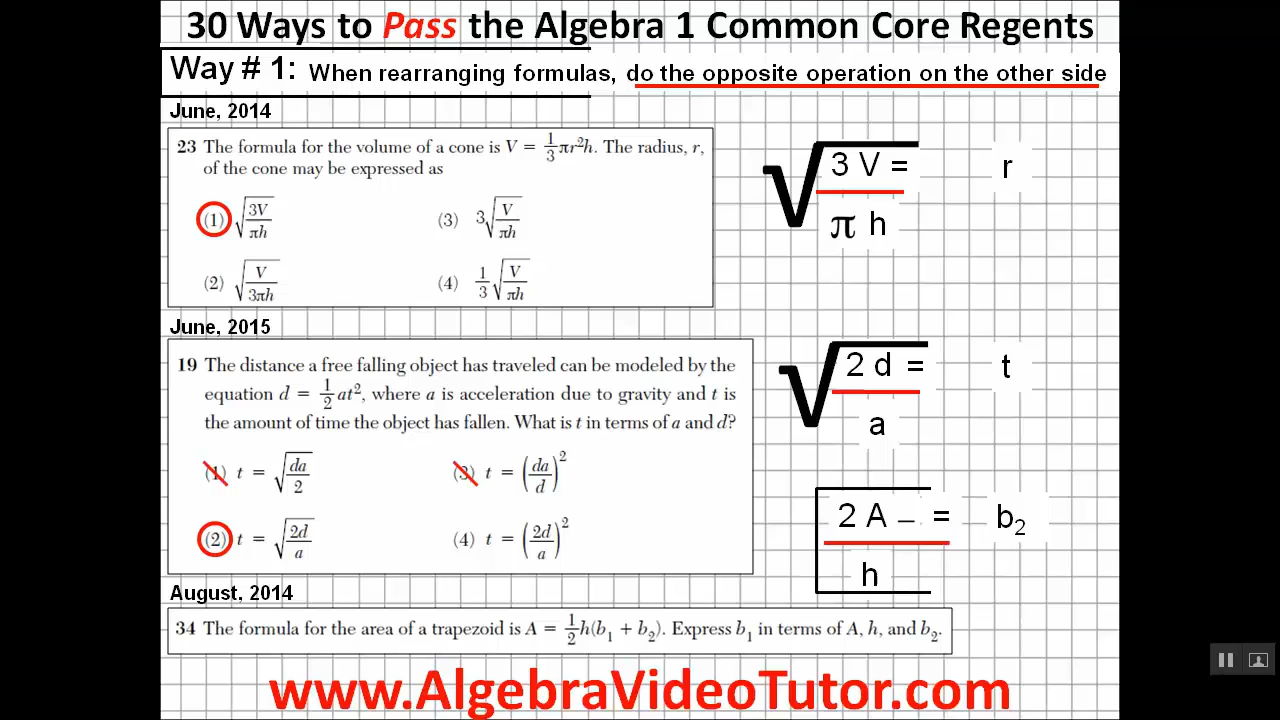 30 Ways to Pass the Algebra 1 Common Core Regents
Way # 1: When rearranging formulas, do the opposite operation on the other side
June, 2014
23 The formula for the volume of a cone is V = 1/3 πr²h. The radius, r,
of the cone may be expressed as
(1) √(3V/πh)
(3) 3√(V/πh)
(2) √(V/3πh)
(4) 1/3 √(V/πh)
√(3 V / π h) = r
June, 2015
19 The distance a free falling object has traveled can be modeled by the
equation d = 1/2 at², where a is acceleration due to gravity and t is
the amount of time the object has fallen. What is t in terms of a and d?
(1) t = √(da/2)
(3) t = (da/d)²
(2) t = √(2d/a)
(4) t = (2d/a)²
√(2 d / a) = t
2 A – = b₂
h
August, 2014
34 The formula for the area of a trapezoid is A = 1/2 h(b₁ + b₂). Express b₁ in terms of A, h, and b₂.
www.AlgebraVideoTutor.com